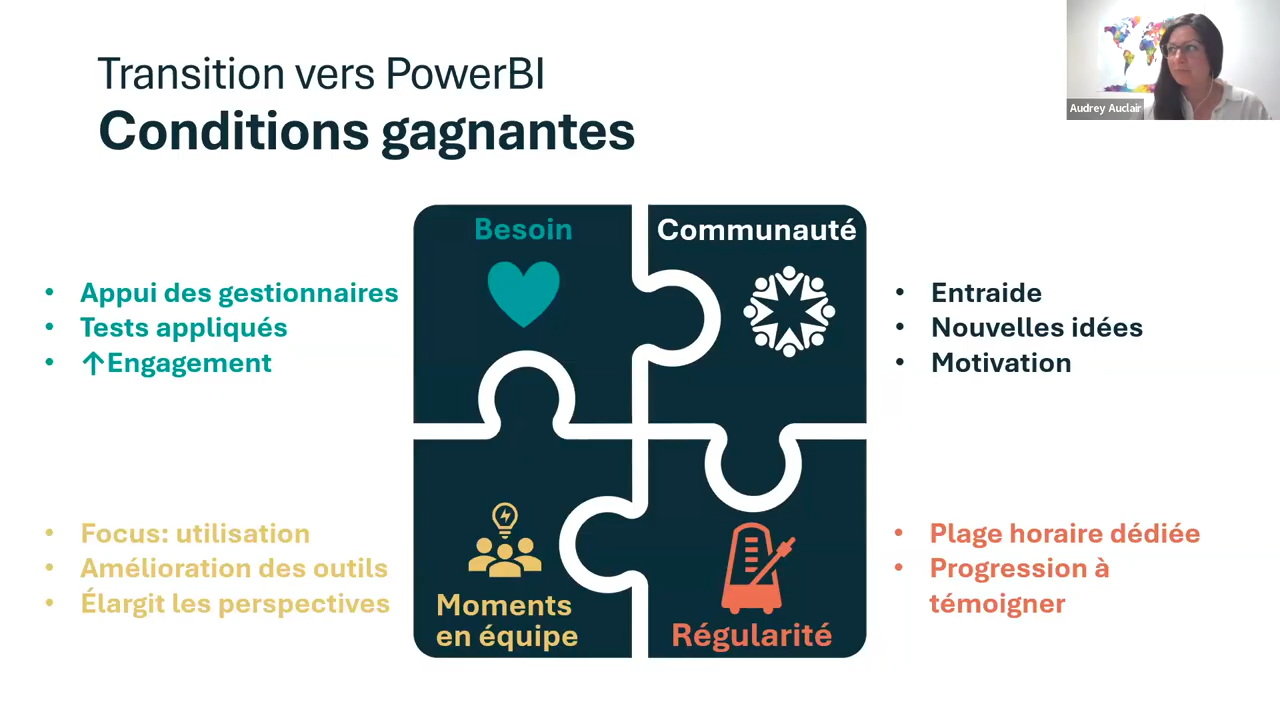 Transition vers PowerBI
Conditions gagnantes
Audrey Auclair
Besoin
• Appui des gestionnaires
• Tests appliqués
• ↑Engagement
Communauté
• Entraide
• Nouvelles idées
• Motivation
• Focus: utilisation
• Amélioration des outils
• Élargit les perspectives
Moments
en équipe
• Plage horaire dédiée
• Progression à
témoigner
Régularité